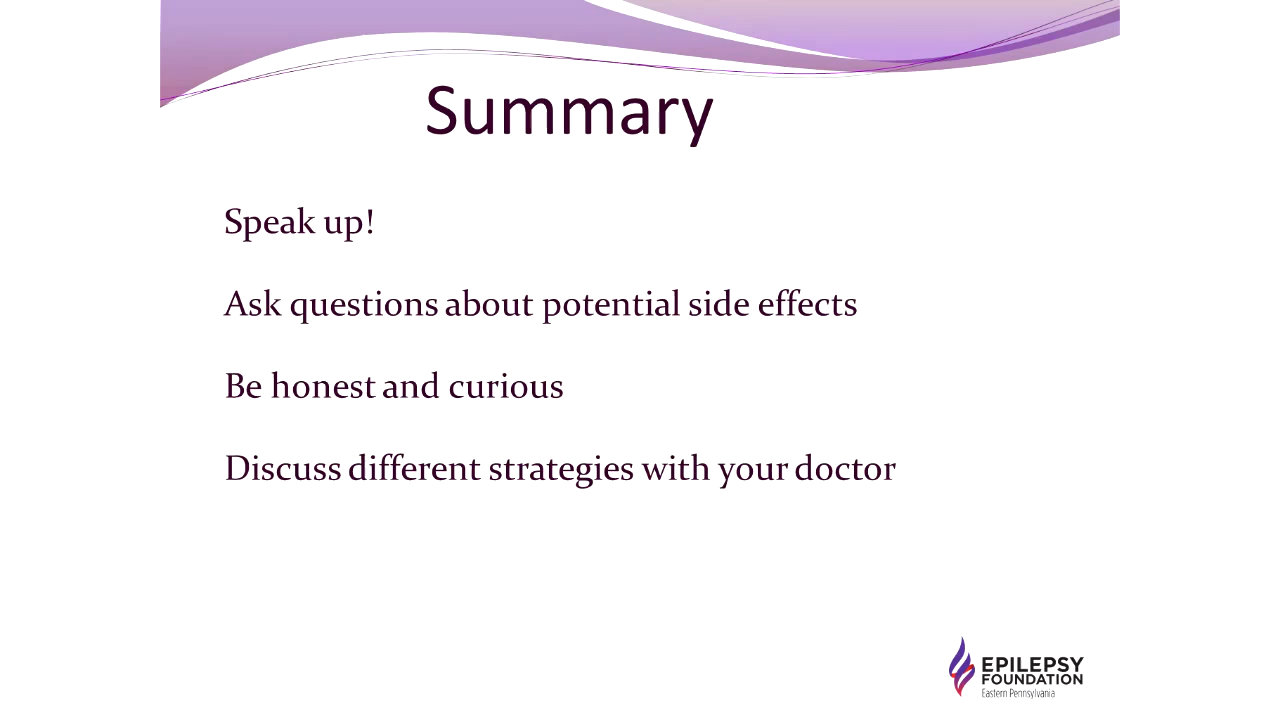 Summary
Speak up!
Ask questions about potential side effects
Be honest and curious
Discuss different strategies with your doctor
EPILEPSY
FOUNDATION
Eastern Pennsylvania